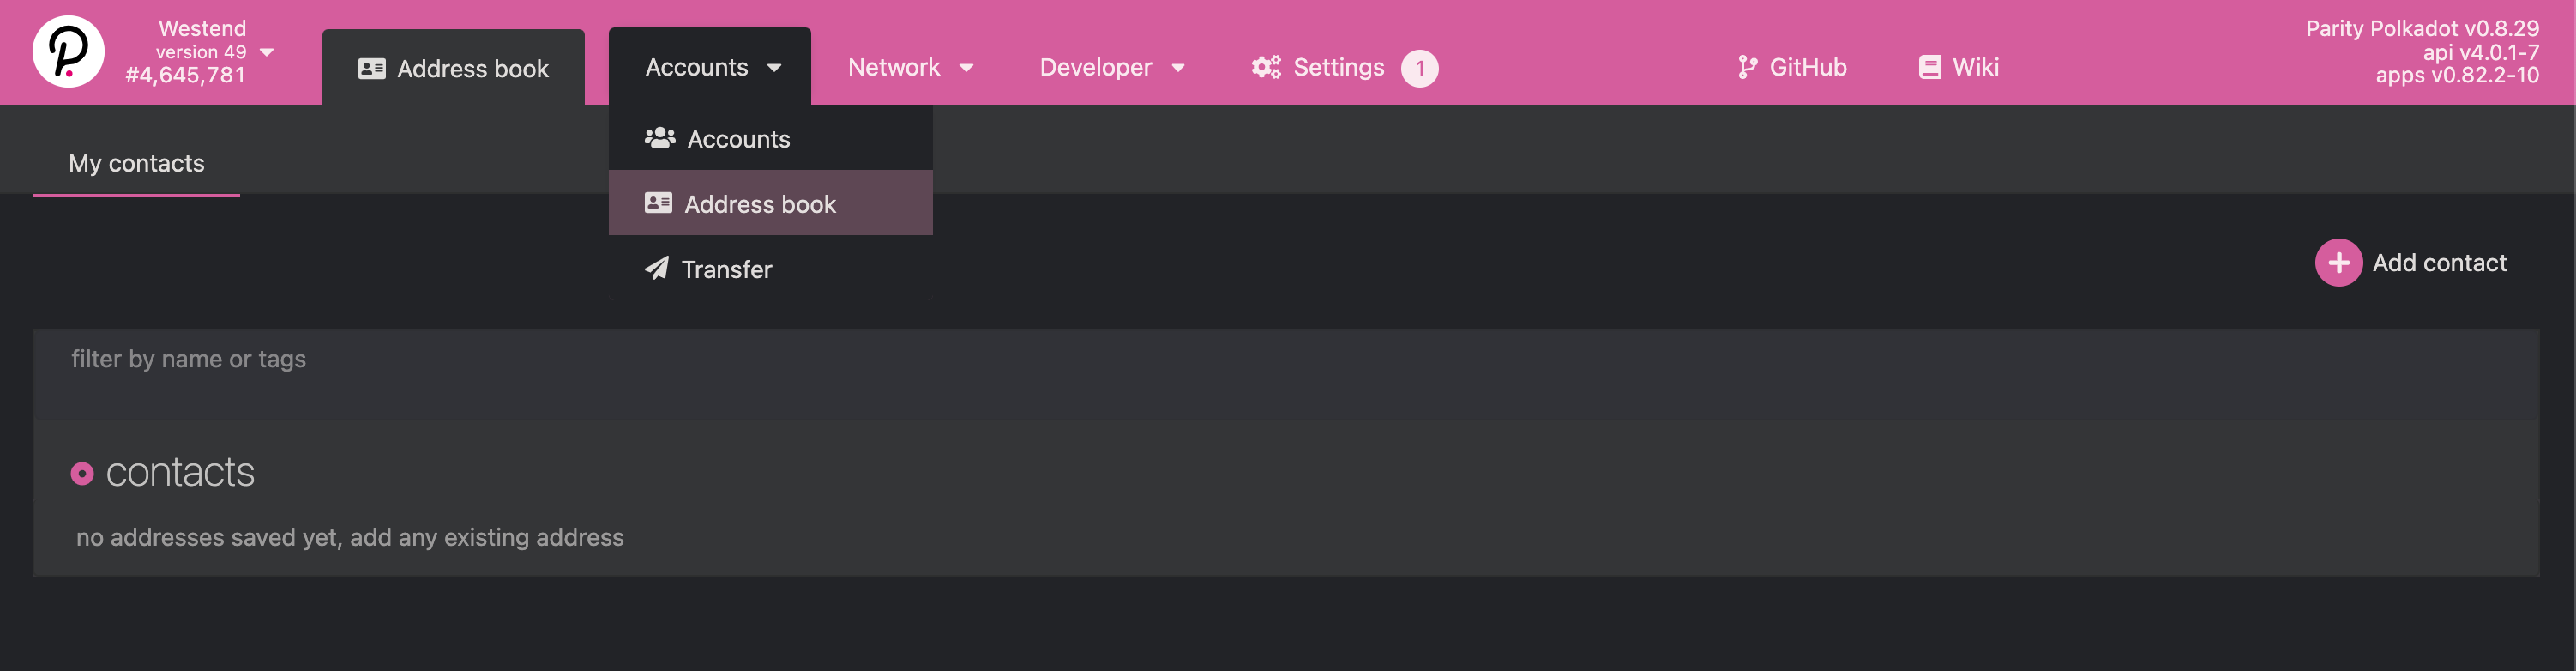 Westend
version 49
#4,645,781
Address book
Accounts
Network
Developer
Settings
1
GitHub
Wiki
Parity Polkadot v0.8.29
api v4.0.1-7
apps v0.82.2-10
Accounts
Address book
Transfer
My contacts
Add contact
filter by name or tags
contacts
no addresses saved yet, add any existing address